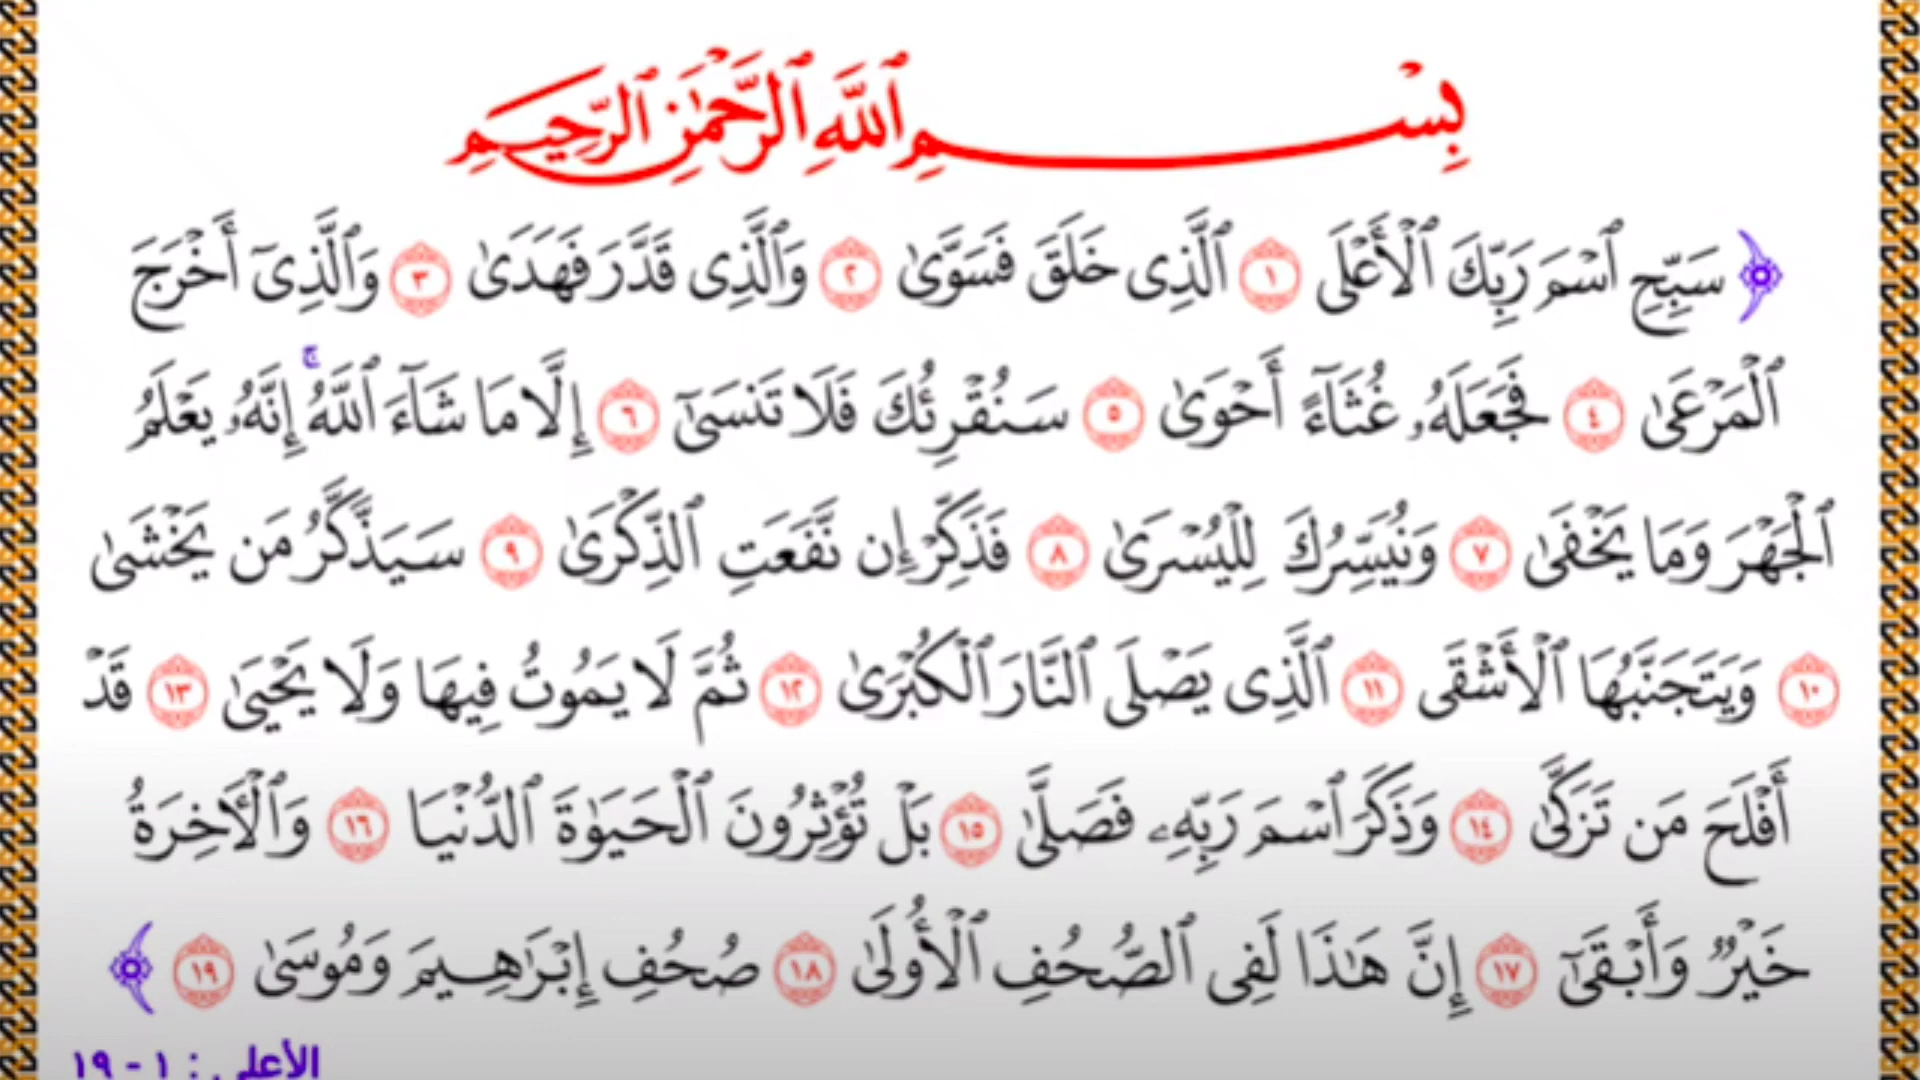 بِسْمِ ٱللَّهِ ٱلرَّحْمَٰنِ ٱلرَّحِيمِ
سَبِّحِ ٱسْمَ رَبِّكَ ٱلْأَعْلَى ١ ٱلَّذِى خَلَقَ فَسَوَّىٰ ٢ وَٱلَّذِى قَدَّرَ فَهَدَىٰ ٣ وَٱلَّذِىٓ أَخْرَجَ
ٱلْمَرْعَىٰ ٤ فَجَعَلَهُۥ غُثَآءً أَحْوَىٰ ٥ سَنُقْرِئُكَ فَلَا تَنسَىٰٓ ٦ إِلَّا مَا شَآءَ ٱللَّهُ ۚ إِنَّهُۥ يَعْلَمُ
ٱلْجَهْرَ وَمَا يَخْفَىٰ ٧ وَنُيَسِّرُكَ لِلْيُسْرَىٰ ٨ فَذَكِّرْ إِن نَّفَعَتِ ٱلذِّكْرَىٰ ٩ سَيَذَّكَّرُ مَن يَخْشَىٰ
١٠ وَيَتَجَنَّبُهَا ٱلْأَشْقَى ١١ ٱلَّذِى يَصْلَى ٱلنَّارَ ٱلْكُبْرَىٰ ١٢ ثُمَّ لَا يَمُوتُ فِيهَا وَلَا يَحْيَىٰ ١٣ قَدْ
أَفْلَحَ مَن تَزَكَّىٰ ١٤ وَذَكَرَ ٱسْمَ رَبِّهِۦ فَصَلَّىٰ ١٥ بَلْ تُؤْثِرُونَ ٱلْحَيَوٰةَ ٱلدُّنْيَا ١٦ وَٱلْـَٔاخِرَةُ
خَيْرٌ وَأَبْقَىٰٓ ١٧ إِنَّ هَٰذَا لَفِى ٱلصُّحُفِ ٱلْأُولَىٰ ١٨ صُحُفِ إِبْرَٰهِيمَ وَمُوسَىٰ ١٩
الأعلى : ١ - ١٩